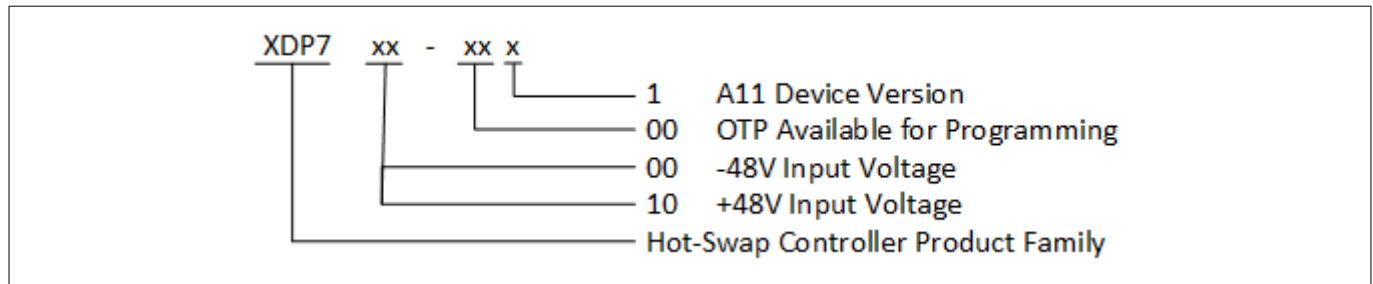 XDP7 xx - xx x
1 A11 Device Version
00 OTP Available for Programming
00 -48V Input Voltage
10 +48V Input Voltage
Hot-Swap Controller Product Family